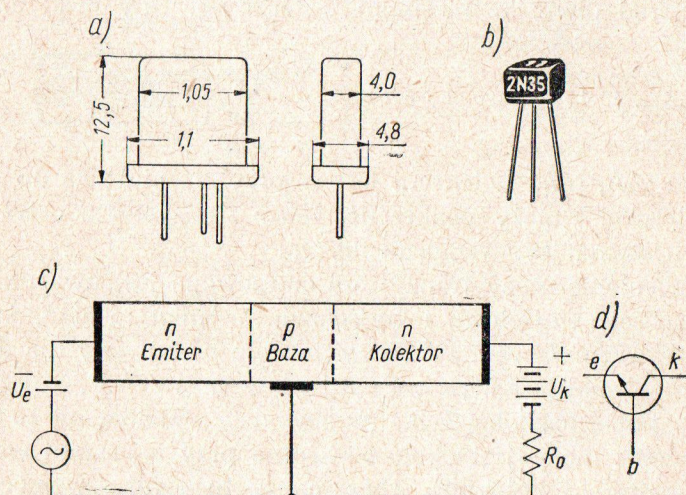 a)
12,5
1,05
1,1
4,0
4,8
b)
2N35
c)
n
Emiter
p
Baza
n
Kolektor
Ue
+
Uk
Ro
d)
e
k
b